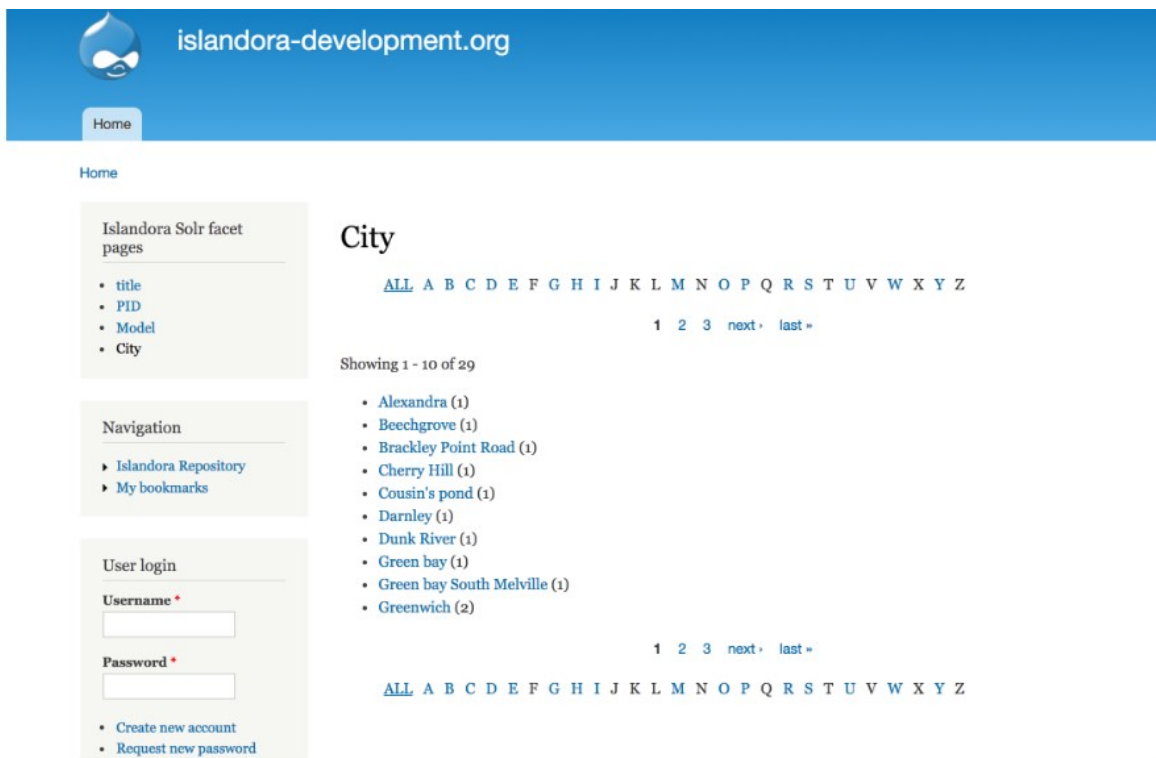 islandora-development.org
Home
Home
Islandora Solr facet
pages
• title
• PID
• Model
• City
Navigation
Islandora Repository
My bookmarks
User login
Username *
Password *
• Create new account
• Request new password
City
ALL A B C D E F G H I J K L M N O P Q R S T U V W X Y Z
1 2 3 next › last »
Showing 1 - 10 of 29
• Alexandra (1)
• Beechgrove (1)
• Brackley Point Road (1)
• Cherry Hill (1)
• Cousin's pond (1)
• Darnley (1)
• Dunk River (1)
• Green bay (1)
• Green bay South Melville (1)
• Greenwich (2)
1 2 3 next › last »
ALL A B C D E F G H I J K L M N O P Q R S T U V W X Y Z